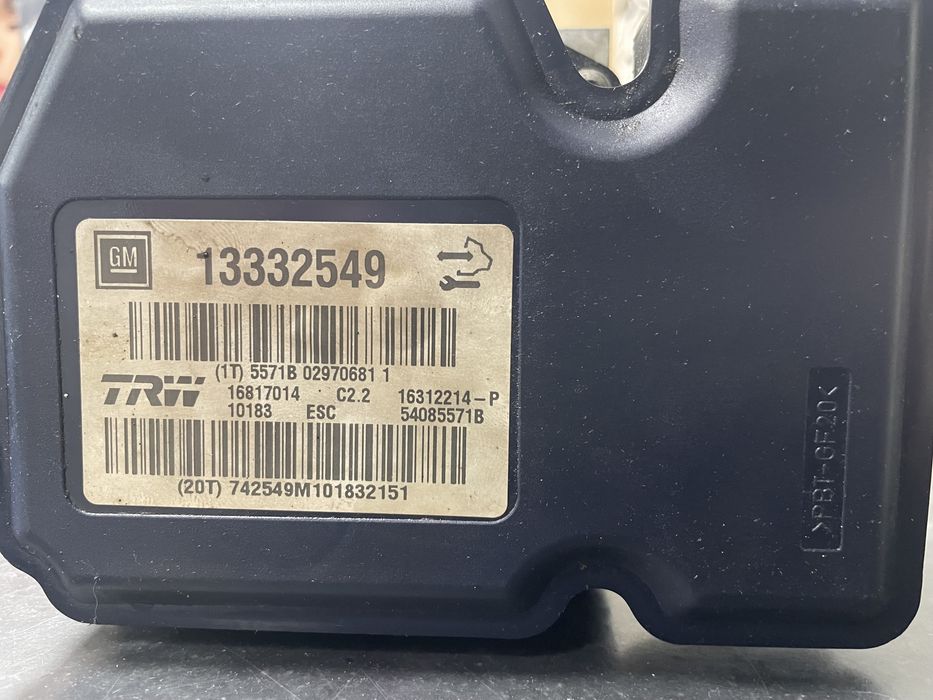 GM 13332549
(1T) 5571B 02970681 1
TRW 16817014 C2.2 16312214-P
10183 ESC 54085571B
(20T) 742549M101832151
>PBT-GF20<